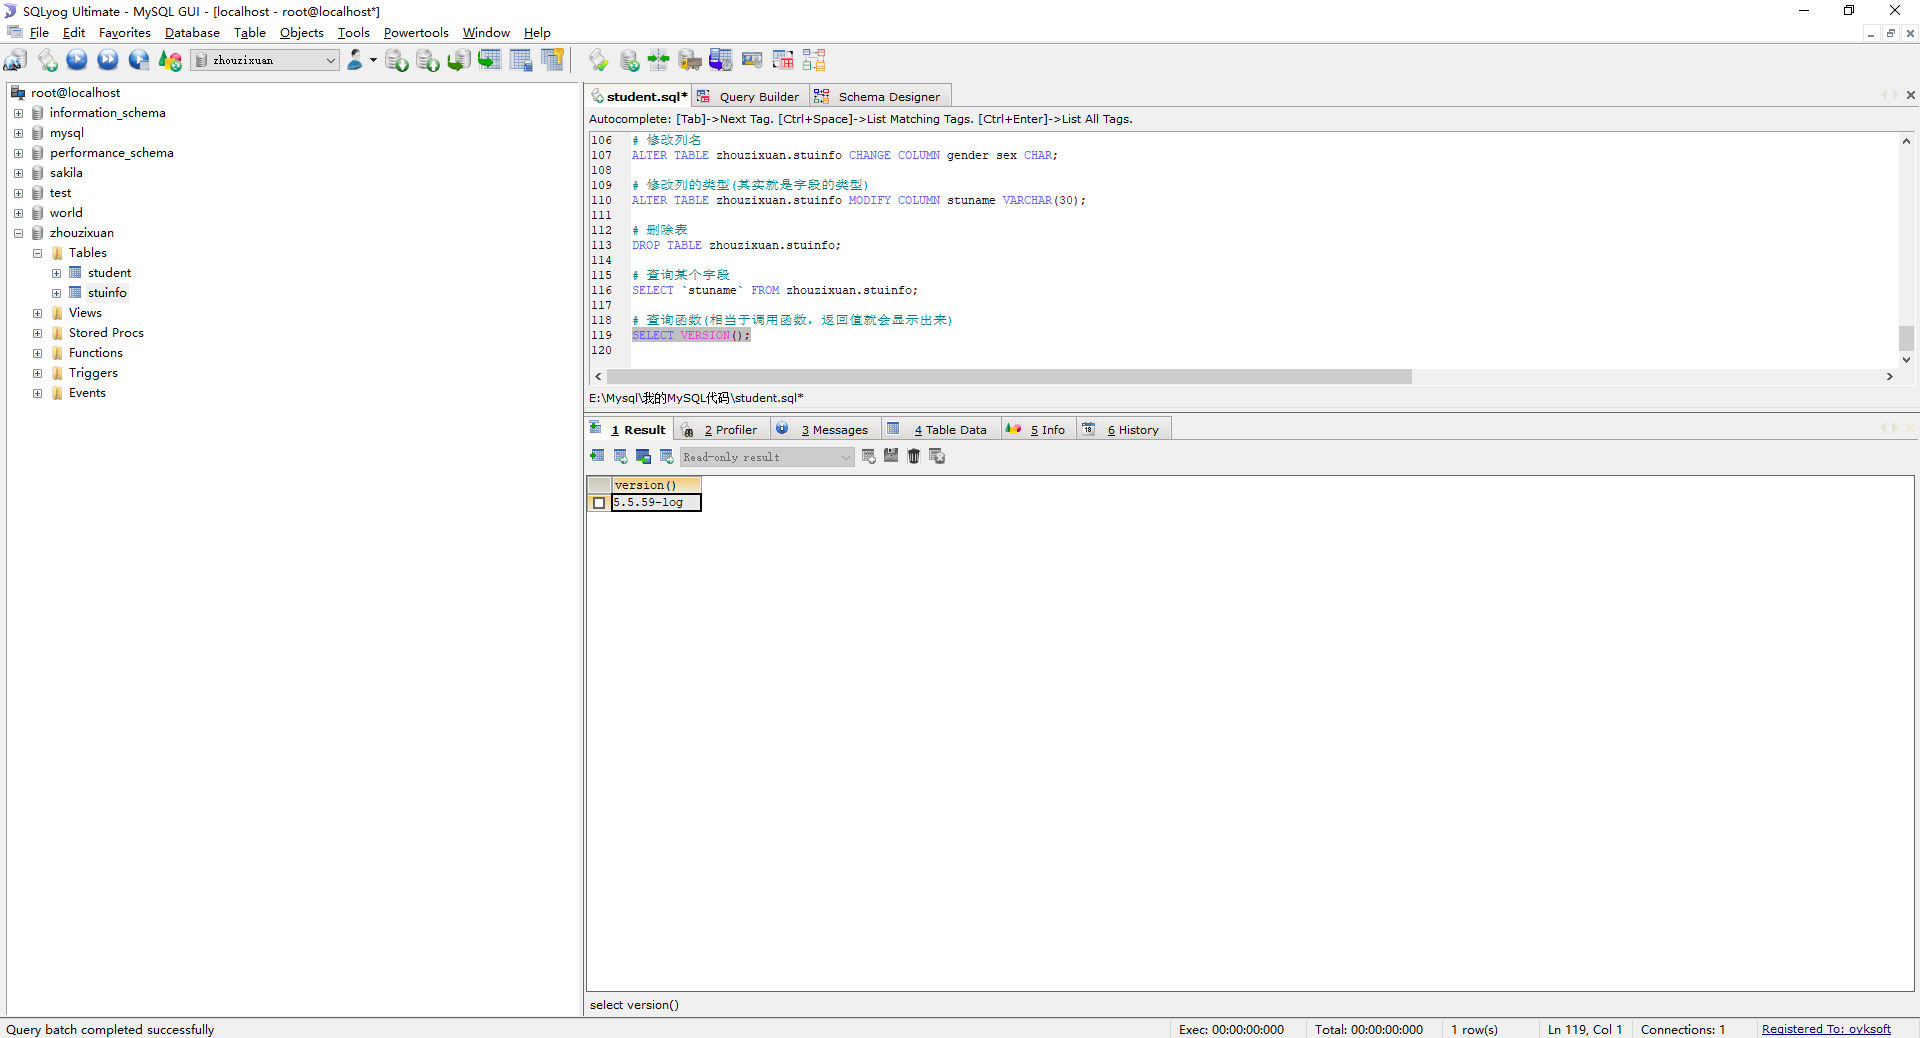 SQLyog Ultimate - MySQL GUI - [localhost - root@localhost*]
File Edit Favorites Database Table Objects Tools Powertools Window Help
zhouzixuan
root@localhost
information_schema
mysql
performance_schema
sakila
test
world
zhouzixuan
Tables
student
stuinfo
Views
Stored Procs
Functions
Triggers
Events
student.sql* Query Builder Schema Designer
Autocomplete: [Tab]->Next Tag. [Ctrl+Space]->List Matching Tags. [Ctrl+Enter]->List All Tags.
106 # 修改列名
107 ALTER TABLE zhouzixuan.stuinfo CHANGE COLUMN gender sex CHAR;
108
109 # 修改列的类型(其实就是字段的类型)
110 ALTER TABLE zhouzixuan.stuinfo MODIFY COLUMN stuname VARCHAR(30);
111
112 # 删除表
113 DROP TABLE zhouzixuan.stuinfo;
114
115 # 查询某个字段
116 SELECT `stuname` FROM zhouzixuan.stuinfo;
117
118 # 查询函数(相当于调用函数，返回值就会显示出来)
119 SELECT VERSION();
120
E:\Mysql\我的MySQL代码\student.sql*
1 Result 2 Profiler 3 Messages 4 Table Data 5 Info 18 6 History
Read-only result
version()
5.5.59-log
select version()
Query batch completed successfully Exec: 00:00:00:000 Total: 00:00:00:000 1 row(s) Ln 119, Col 1 Connections: 1 Registered To: ovksoft